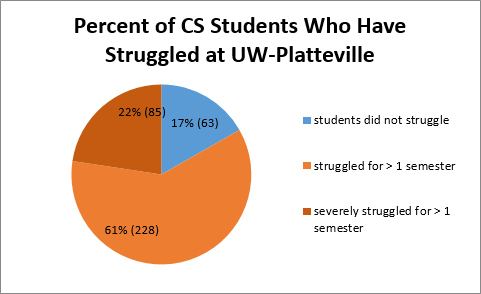 Percent of CS Students Who Have
Struggled at UW-Platteville
22% (85)
17% (63)
61% (228)
students did not struggle
struggled for > 1 semester
severely struggled for > 1
semester